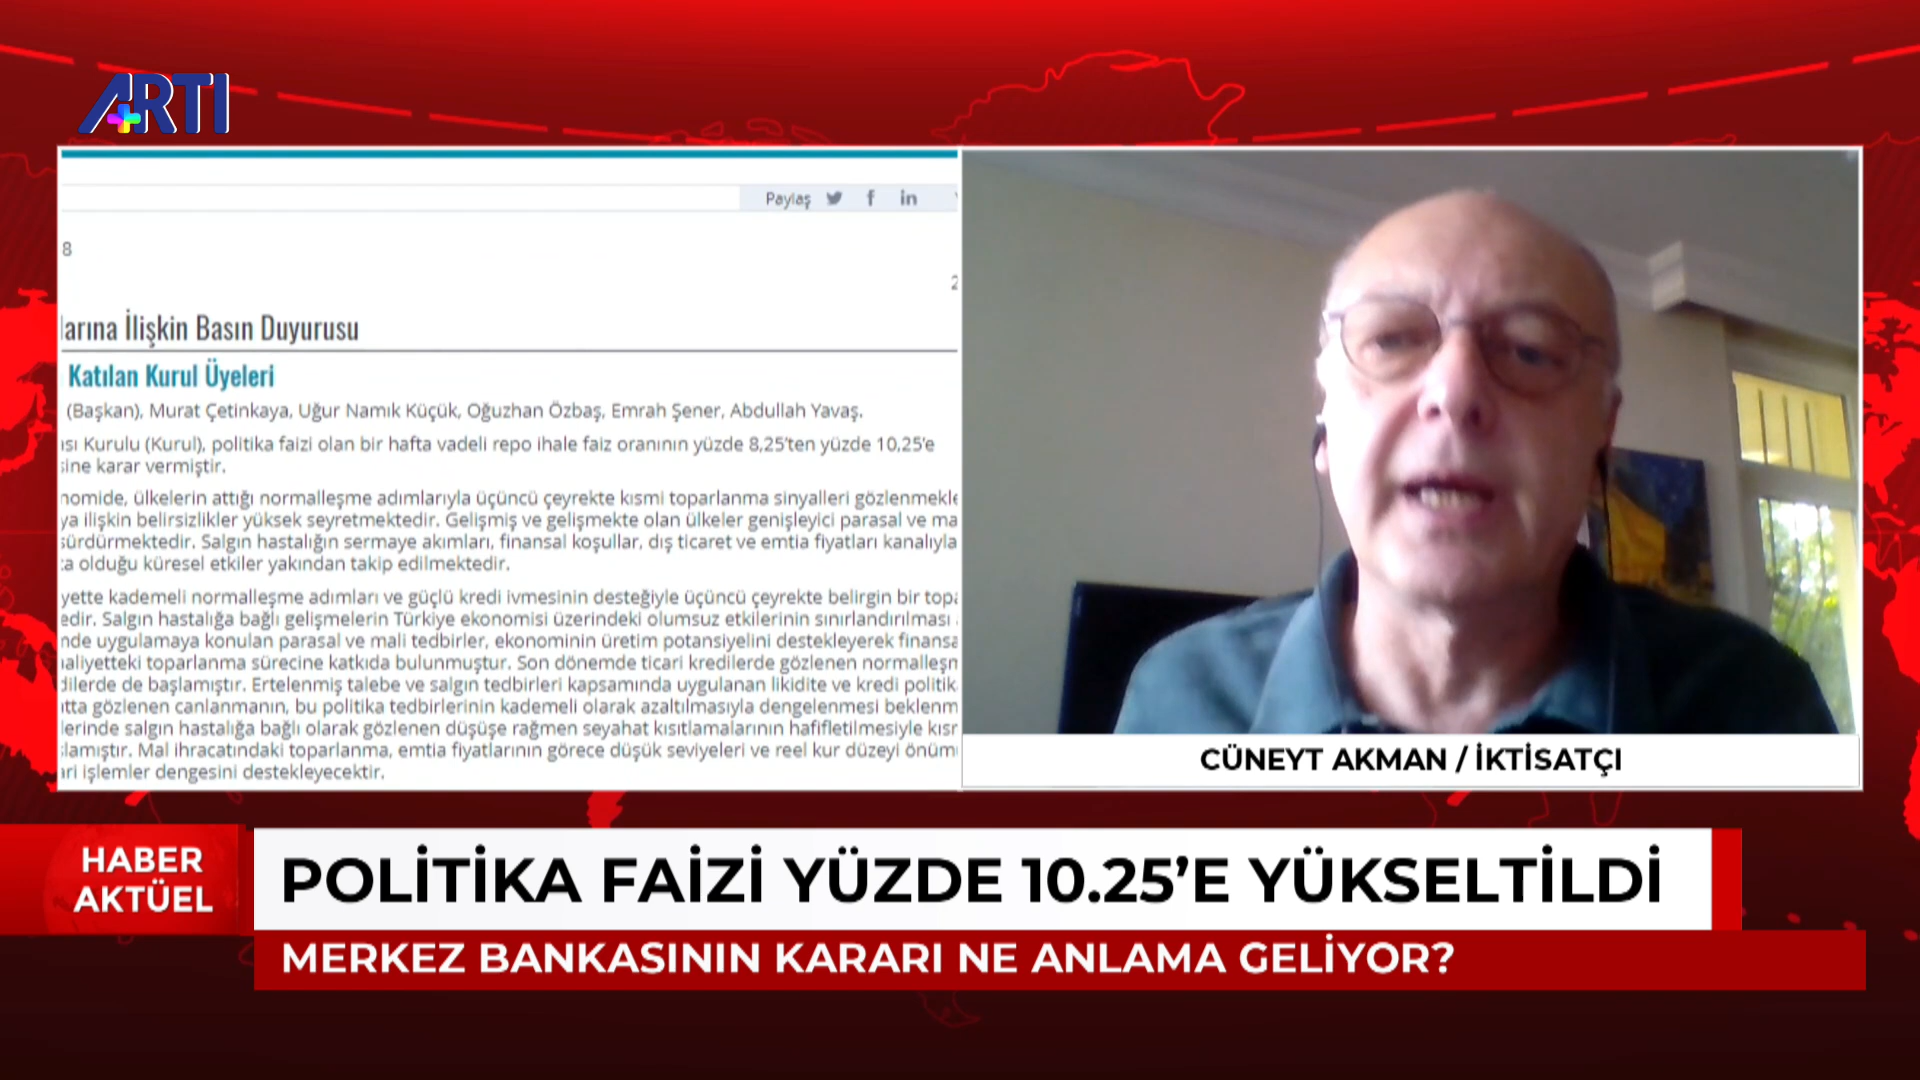 ARTI
Paylaş
8
2
larına İlişkin Basın Duyurusu
Katılan Kurul Üyeleri
(Başkan), Murat Çetinkaya, Uğur Namık Küçük, Oğuzhan Özbaş, Emrah Şener, Abdullah Yavaş.
ası Kurulu (Kurul), politika faizi olan bir hafta vadeli repo ihale faiz oranının yüzde 8,25'ten yüzde 10,25'e
sine karar vermiştir.
nomide, ülkelerin attığı normalleşme adımlarıyla üçüncü çeyrekte kısmi toparlanma sinyalleri gözlenmekle
ya ilişkin belirsizlikler yüksek seyretmektedir. Gelişmiş ve gelişmekte olan ülkeler genişleyici parasal ve ma
sürdürmektedir. Salgın hastalığın sermaye akımları, finansal koşullar, dış ticaret ve emtia fiyatları kanalıyla
ta olduğu küresel etkiler yakından takip edilmektedir.
yette kademeli normalleşme adımları ve güçlü kredi ivmesinin desteğiyle üçüncü çeyrekte belirgin bir topa
edir. Salgın hastalığa bağlı gelişmelerin Türkiye ekonomisi üzerindeki olumsuz etkilerinin sınırlandırılması
nde uygulamaya konulan parasal ve mali tedbirler, ekonominin üretim potansiyelini destekleyerek finansa
aaliyetteki toparlanma sürecine katkıda bulunmuştur. Son dönemde ticari kredilerde gözlenen normalleşm
dilerde de başlamıştır. Ertelenmiş talebe ve salgın tedbirleri kapsamında uygulanan likidite ve kredi politik
atta gözlenen canlanmanın, bu politika tedbirlerinin kademeli olarak azaltılmasıyla dengelenmesi beklenm
lerinde salgın hastalığa bağlı olarak gözlenen düşüşe rağmen seyahat kısıtlamalarının hafifletilmesiyle kısm
şlamıştır. Mal ihracatındaki toparlanma, emtia fiyatlarının görece düşük seviyeleri ve reel kur düzeyi önüm
ari işlemler dengesini destekleyecektir.
CÜNEYT AKMAN / İKTİSATÇI
HABER
AKTÜEL
POLİTİKA FAİZİ YÜZDE 10.25'E YÜKSELTİLDİ
MERKEZ BANKASININ KARARI NE ANLAMA GELİYOR?